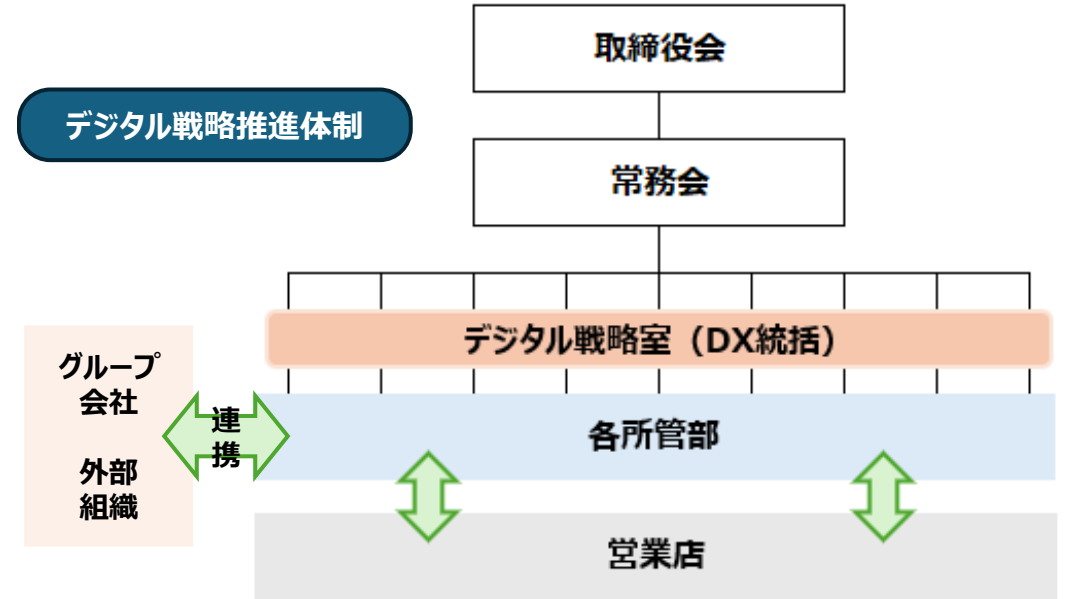 取締役会
デジタル戦略推進体制
常務会
デジタル戦略室（DX統括）
グループ
会社
外部
組織
連
携
各所管部
営業店